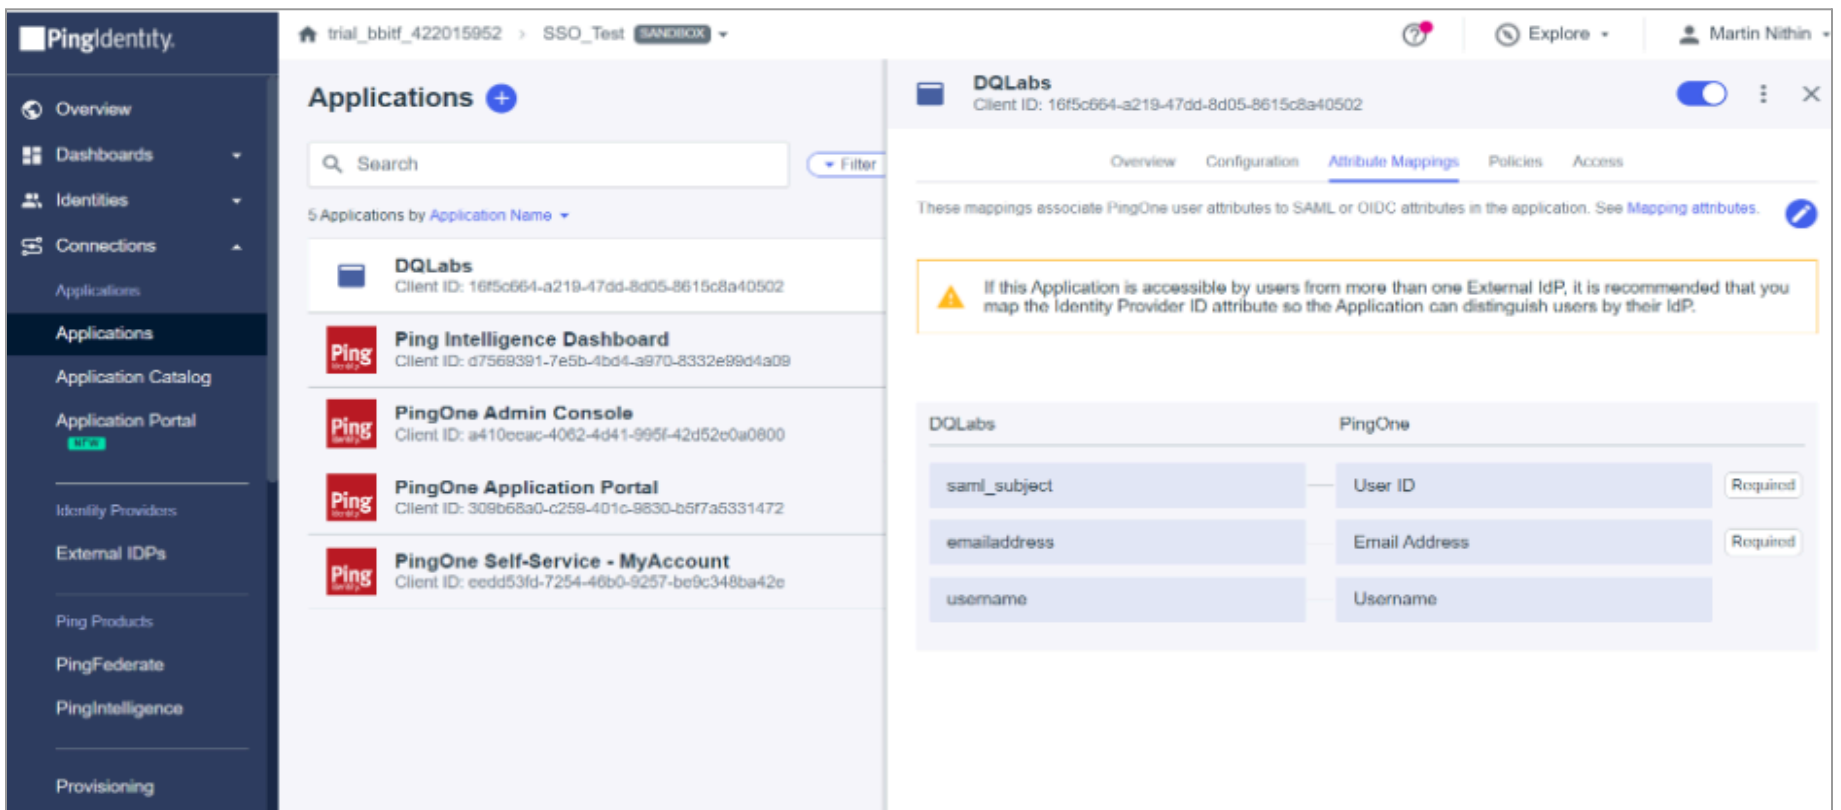 PingIdentity.
trial_bbitf_422015952 > SSO_Test SANDBOX
Explore
Martin Nithin
Overview
Dashboards
Identities
Connections
Applications
Applications
Application Catalog
Application Portal
NEW
Identity Providers
External IDPs
Ping Products
PingFederate
PingIntelligence
Provisioning
Applications
Search
Filter
5 Applications by Application Name
DQLabs
Client ID: 16f5c664-a219-47dd-8d05-8615c8a40502
Ping Intelligence Dashboard
Client ID: d7569391-7e5b-4bd4-a970-8332e99d4a09
PingOne Admin Console
Client ID: a410eeac-4062-4d41-995f-42d52e0a0800
PingOne Application Portal
Client ID: 309b68a0-c259-401c-9830-b5f7a5331472
PingOne Self-Service - MyAccount
Client ID: eedd53fd-7254-46b0-9257-be9c348ba42e
Ping
Ping
Ping
Ping
DQLabs
Client ID: 16f5c664-a219-47dd-8d05-8615c8a40502
Overview Configuration Attribute Mappings Policies Access
These mappings associate PingOne user attributes to SAML or OIDC attributes in the application. See Mapping attributes.
If this Application is accessible by users from more than one External IdP, it is recommended that you
map the Identity Provider ID attribute so the Application can distinguish users by their IdP.
DQLabs PingOne
saml_subject User ID Required
emailaddress Email Address Required
username Username